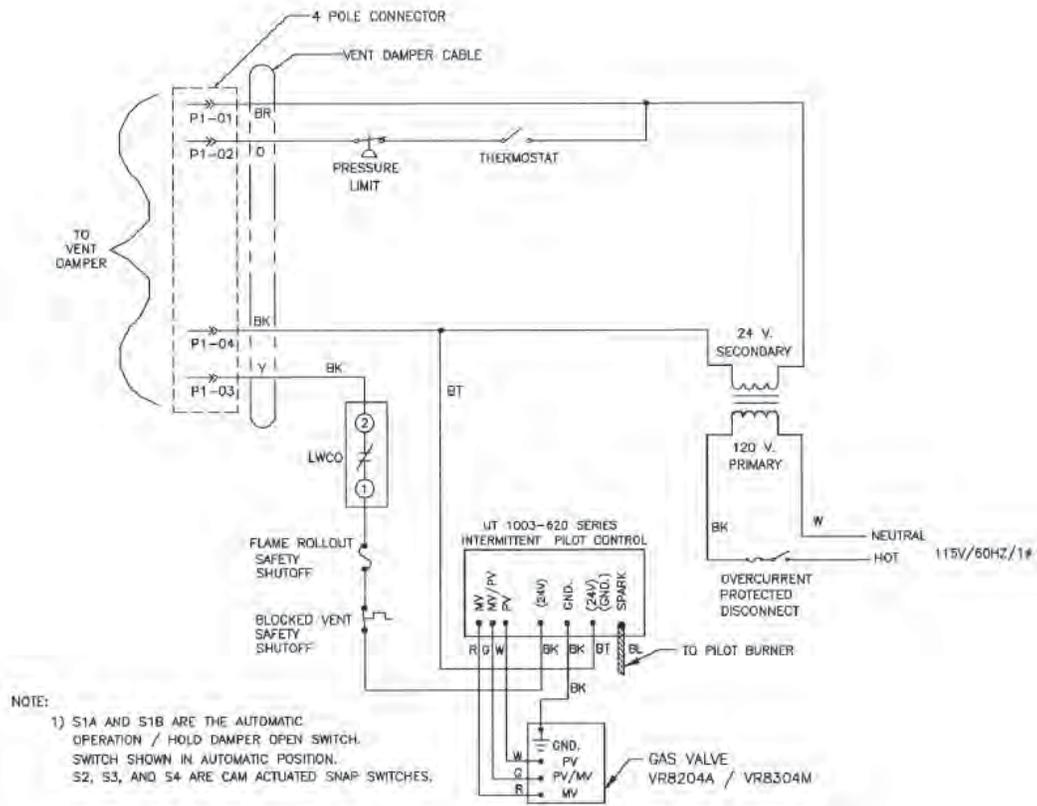 4 POLE CONNECTOR
VENT DAMPER CABLE
P1-01
BR
P1-02
O
PRESSURE
LIMIT
THERMOSTAT
TO
VENT
DAMPER
BK
P1-04
24 V.
SECONDARY
Y
BK
P1-03
BT
2
LWCO
1
120 V.
PRIMARY
BK
W
NEUTRAL
HOT
115V/60HZ/1ø
OVERCURRENT
PROTECTED
DISCONNECT
UT 1003-620 SERIES
INTERMITTENT PILOT CONTROL
FLAME ROLLOUT
SAFETY
SHUTOFF
MV
MV/PV
PV
(24V)
GND.
(24V)
(GND.)
SPARK
BLOCKED VENT
SAFETY
SHUTOFF
R G W BK BK BT BL
TO PILOT BURNER
BK
NOTE:
1) S1A AND S1B ARE THE AUTOMATIC
OPERATION / HOLD DAMPER OPEN SWITCH.
SWITCH SHOWN IN AUTOMATIC POSITION.
S2, S3, AND S4 ARE CAM ACTUATED SNAP SWITCHES.
GND.
W PV
G PV/MV
R MV
GAS VALVE
VR8204A / VR8304M